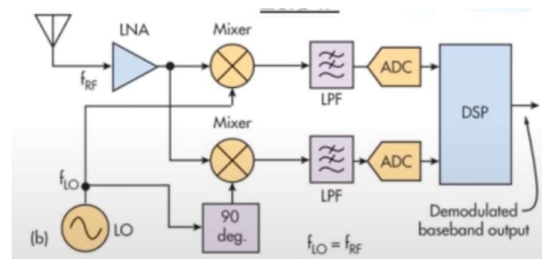 LNA
Mixer
f_RF
LPF
ADC
DSP
Mixer
f_LO
LPF
ADC
90
deg.
(b)
LO
f_LO = f_RF
Demodulated
baseband output